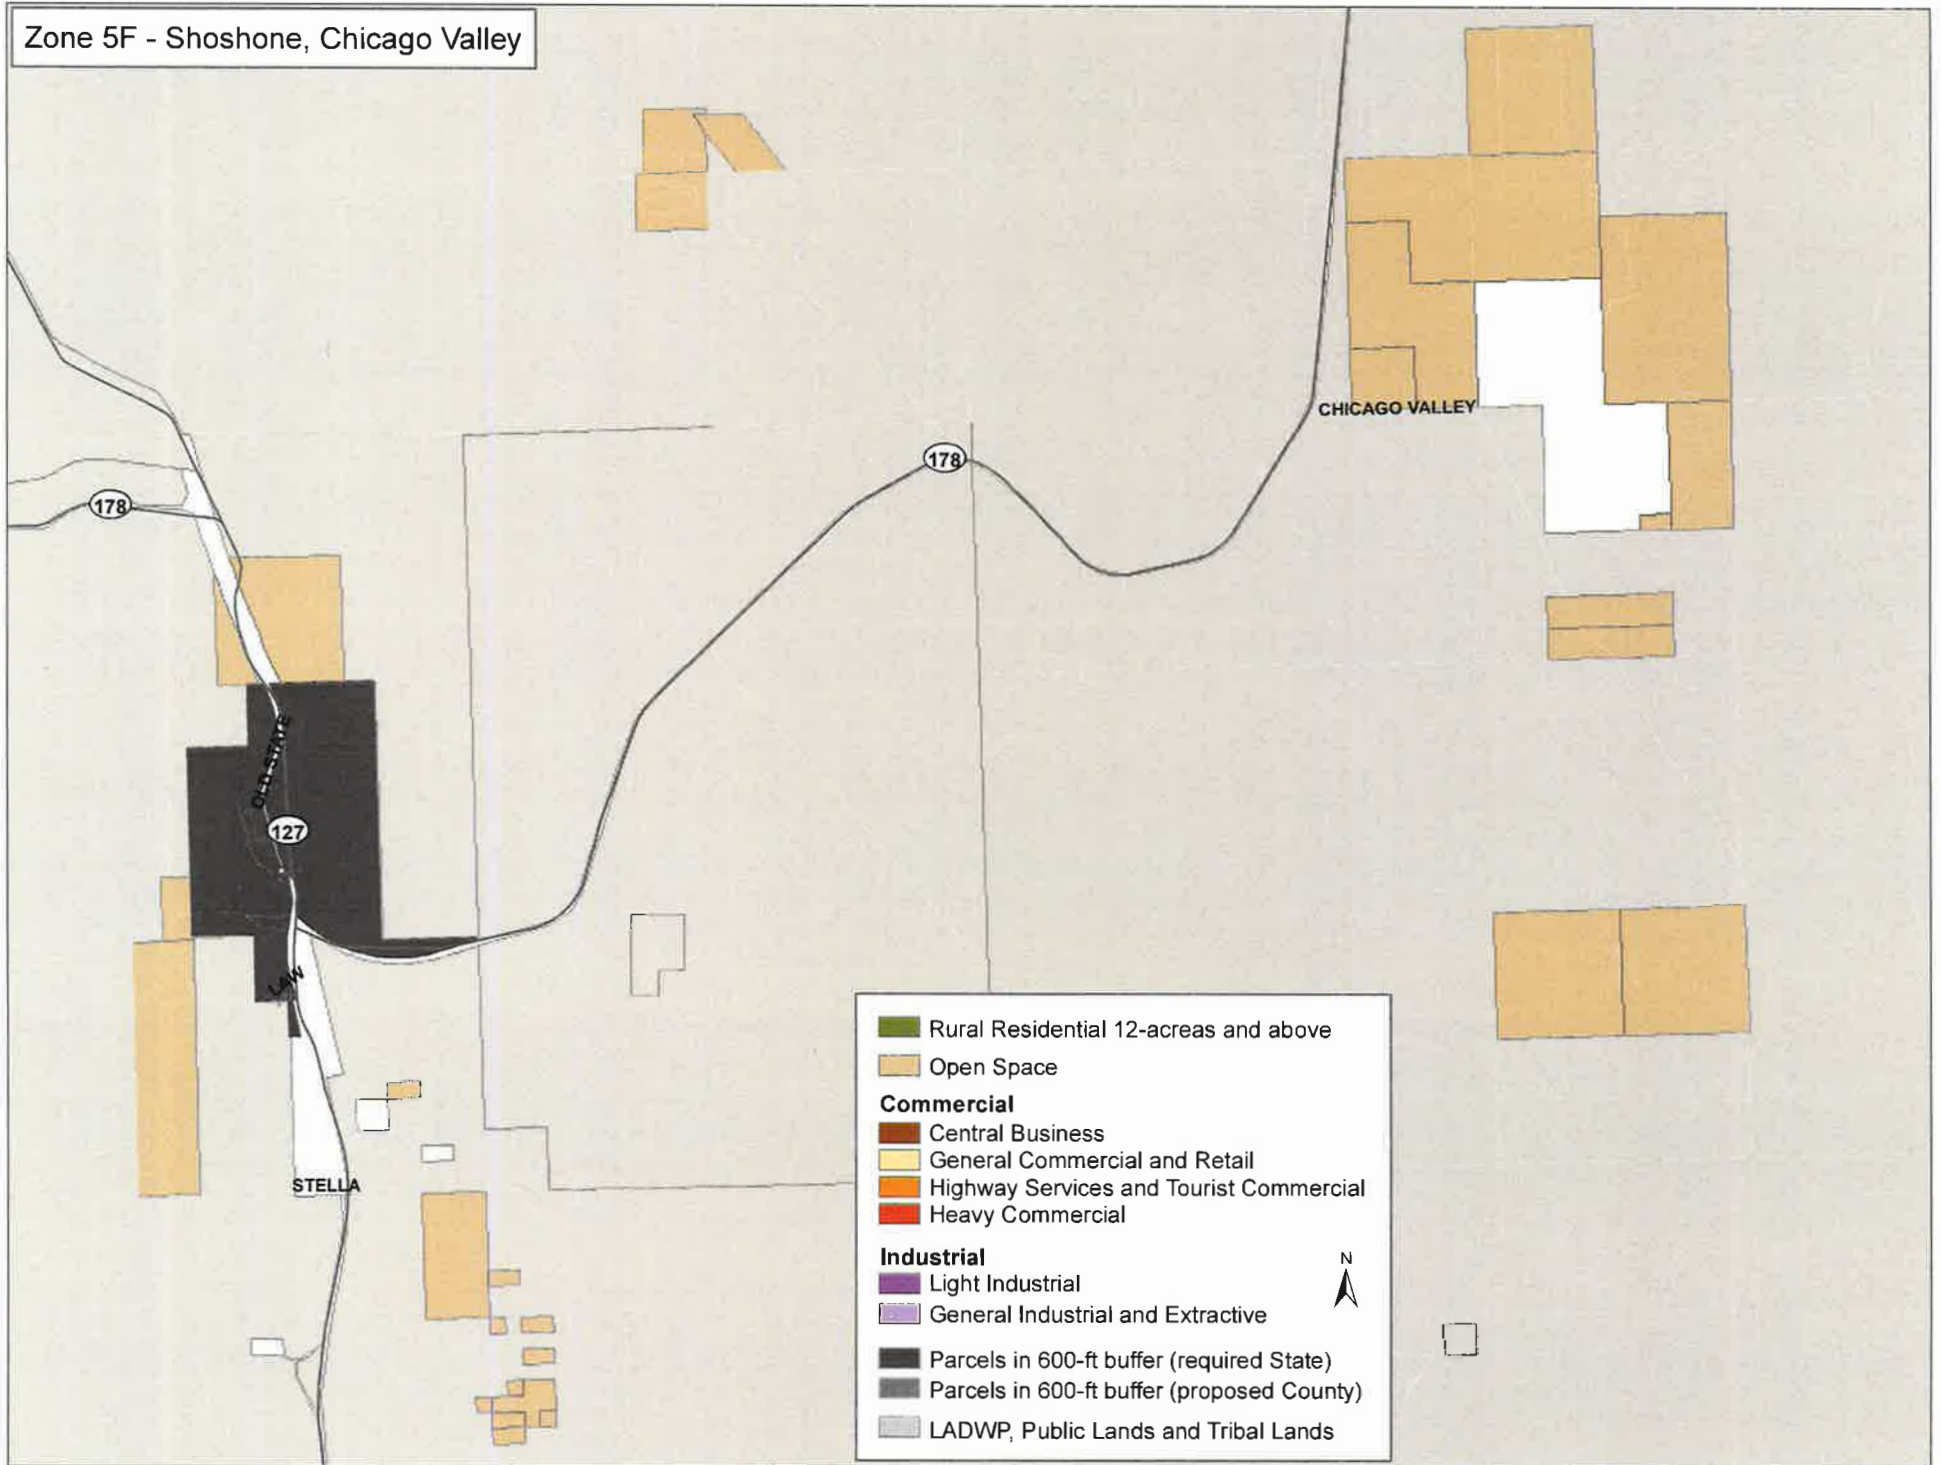 Zone 5F - Shoshone, Chicago Valley
CHICAGO VALLEY
178
178
OLD STATE
127
LAW
STELLA
Rural Residential 12-acreas and above
Open Space
Commercial
Central Business
General Commercial and Retail
Highway Services and Tourist Commercial
Heavy Commercial
Industrial
N
Light Industrial
General Industrial and Extractive
Parcels in 600-ft buffer (required State)
Parcels in 600-ft buffer (proposed County)
LADWP, Public Lands and Tribal Lands